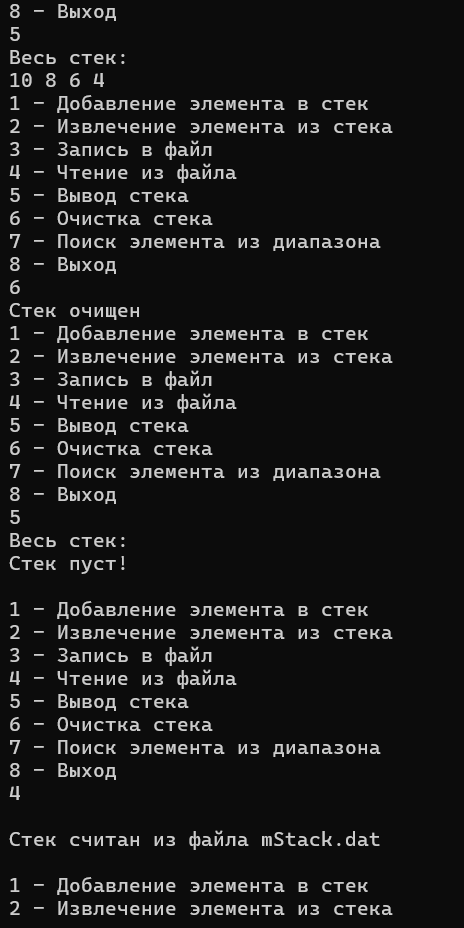 8 – Выход
5
Весь стек:
10 8 6 4
1 – Добавление элемента в стек
2 – Извлечение элемента из стека
3 – Запись в файл
4 – Чтение из файла
5 – Вывод стека
6 – Очистка стека
7 – Поиск элемента из диапазона
8 – Выход
6
Стек очищен
1 – Добавление элемента в стек
2 – Извлечение элемента из стека
3 – Запись в файл
4 – Чтение из файла
5 – Вывод стека
6 – Очистка стека
7 – Поиск элемента из диапазона
8 – Выход
5
Весь стек:
Стек пуст!
1 – Добавление элемента в стек
2 – Извлечение элемента из стека
3 – Запись в файл
4 – Чтение из файла
5 – Вывод стека
6 – Очистка стека
7 – Поиск элемента из диапазона
8 – Выход
4
Стек считан из файла mStack.dat
1 – Добавление элемента в стек
2 – Извлечение элемента из стека